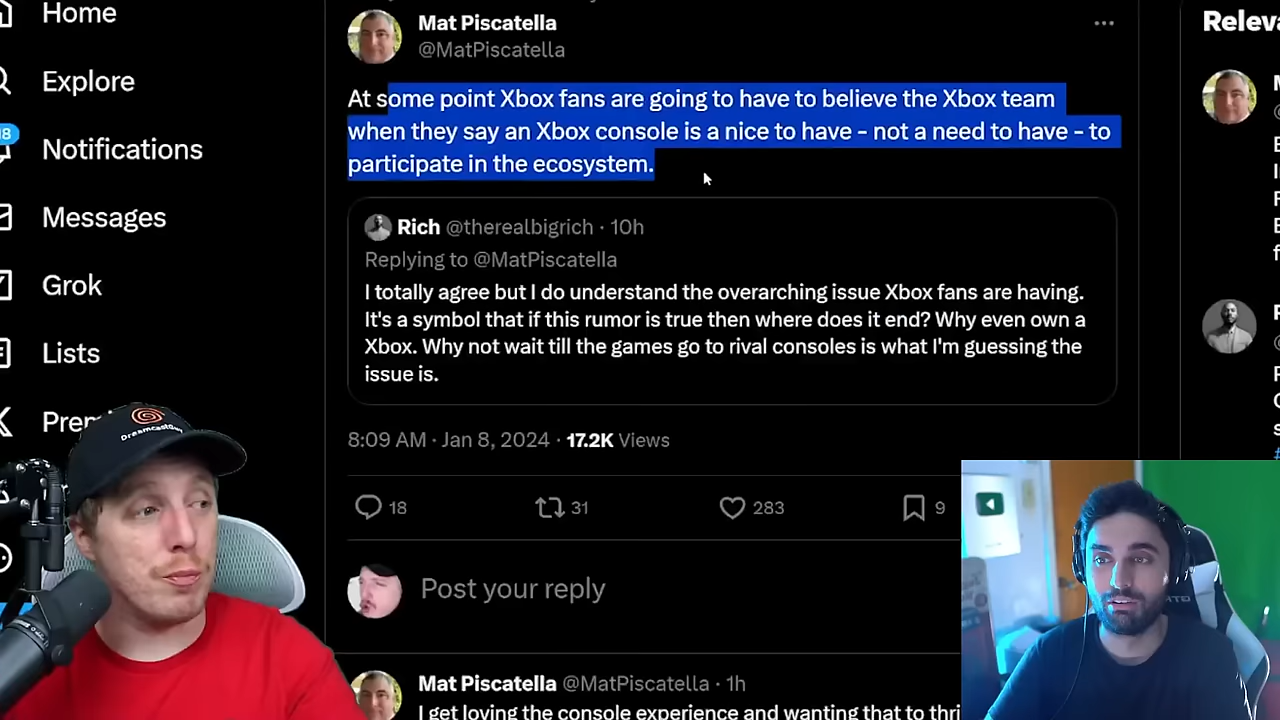 Home
Explore
18
Notifications
Messages
Grok
Lists
Mat Piscatella
@MatPiscatella
At some point Xbox fans are going to have to believe the Xbox team
when they say an Xbox console is a nice to have - not a need to have - to
participate in the ecosystem.
Rich @therealbigrich · 10h
Replying to @MatPiscatella
I totally agree but I do understand the overarching issue Xbox fans are having.
It's a symbol that if this rumor is true then where does it end? Why even own a
Xbox. Why not wait till the games go to rival consoles is what I'm guessing the
issue is.
8:09 AM · Jan 8, 2024 · 17.2K Views
18
31
283
9
Post your reply
Mat Piscatella @MatPiscatella · 1h